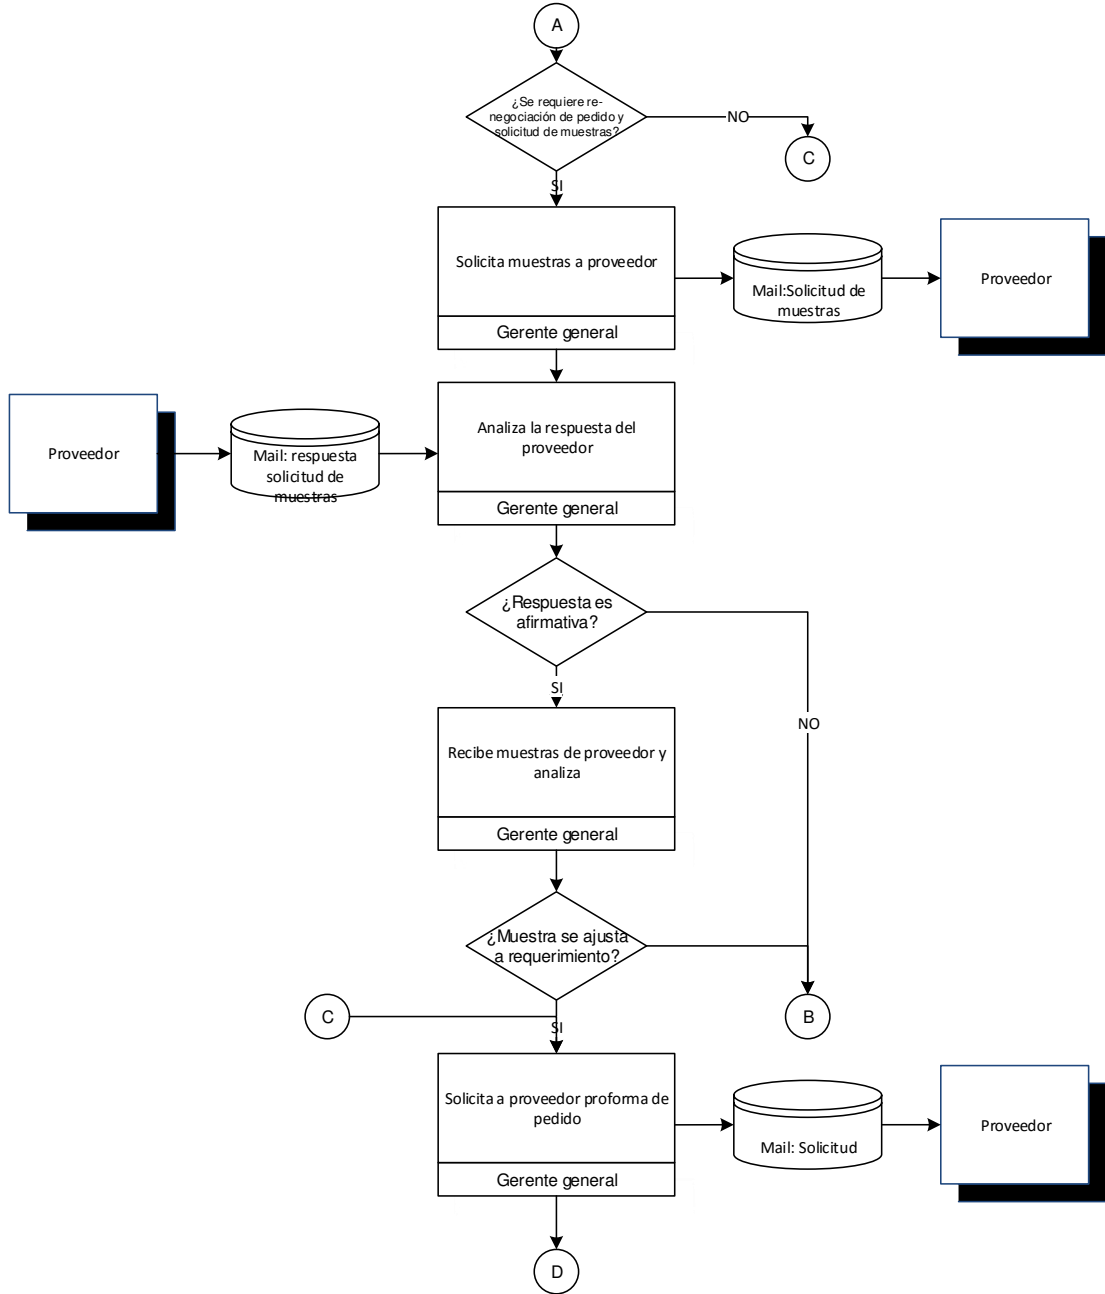 A
¿Se requiere re-
negociación de pedido y
solicitud de muestras?
NO
C
SI
Solicita muestras a proveedor
Gerente general
Mail:Solicitud de
muestras
Proveedor
Proveedor
Mail: respuesta
solicitud de
muestras
Analiza la respuesta del
proveedor
Gerente general
¿Respuesta es
afirmativa?
SI
NO
Recibe muestras de proveedor y
analiza
Gerente general
¿Muestra se ajusta
a requerimiento?
C
SI
B
Solicita a proveedor proforma de
pedido
Gerente general
Mail: Solicitud
Proveedor
D